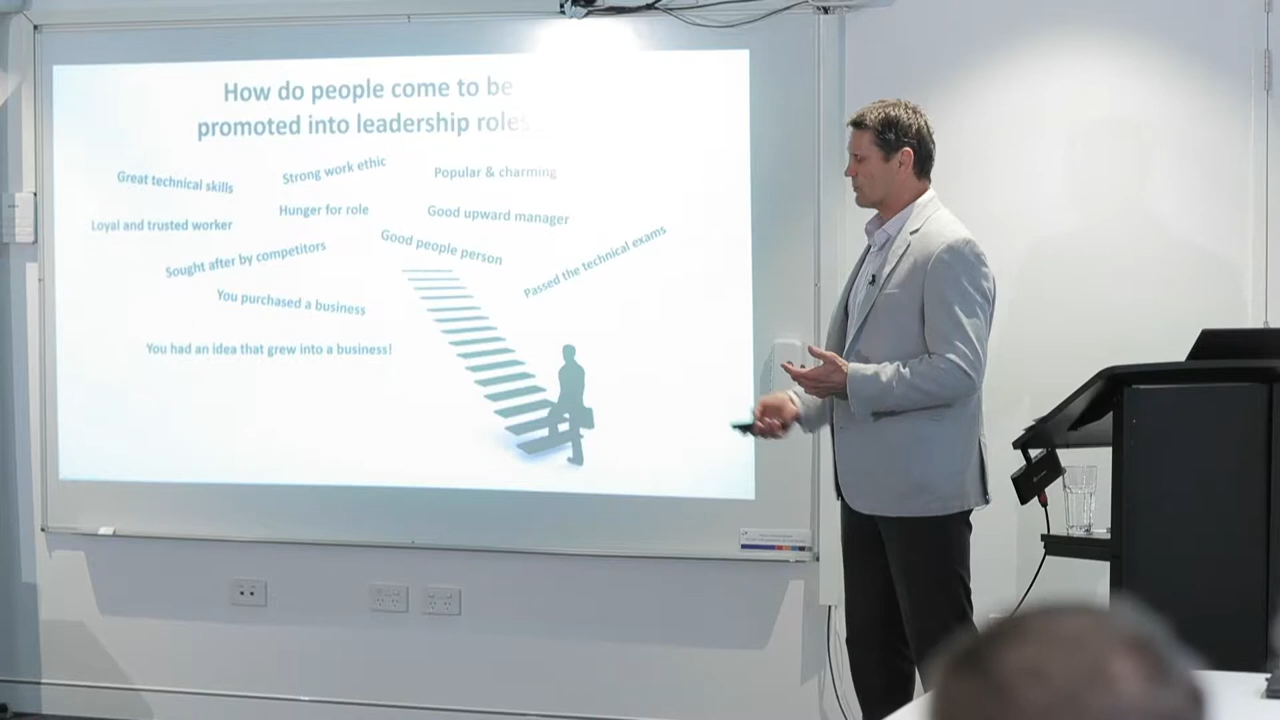 How do people come to be
promoted into leadership roles
Great technical skills
Strong work ethic
Popular & charming
Loyal and trusted worker
Hunger for role
Good upward manager
Sought after by competitors
Good people person
Passed the technical exams
You purchased a business
You had an idea that grew into a business!